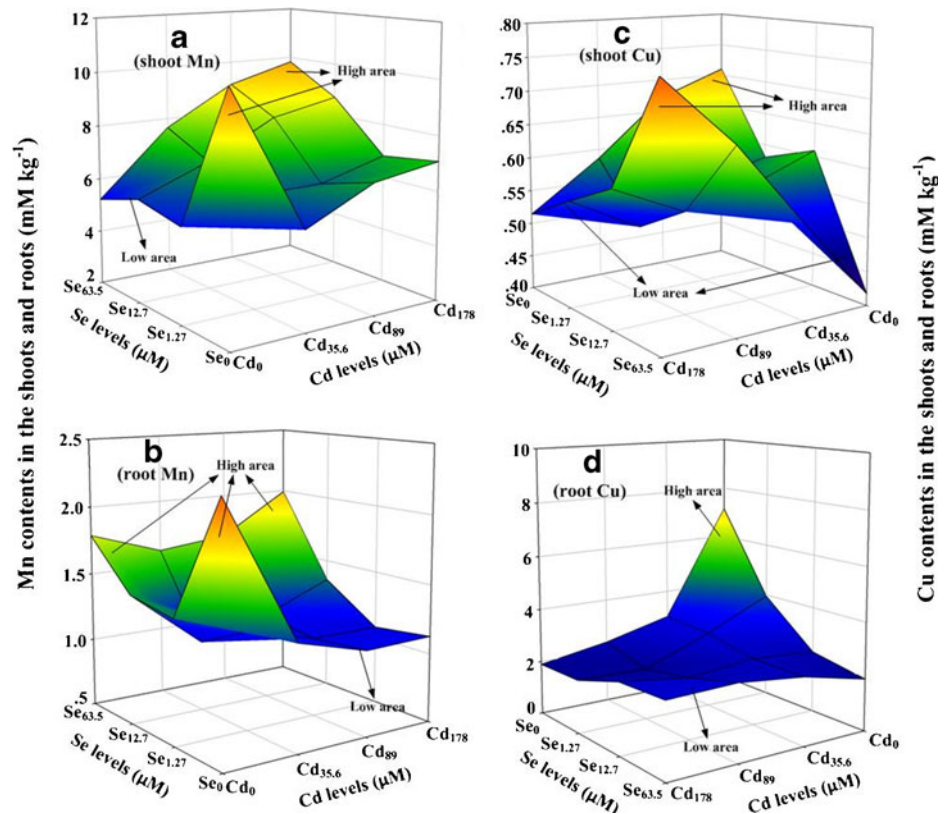 Mn contents in the shoots and roots (mM kg⁻¹)
a
(shoot Mn)
High area
Low area
12
10
8
6
4
2
Se₆₃.₅
Se₁₂.₇
Se₁.₂₇
Se₀
Se levels (µM)
Cd₀
Cd₃₅.₆
Cd₈₉
Cd₁₇₈
Cd levels (µM)
c
(shoot Cu)
High area
Low area
.80
.75
.70
.65
.60
.55
.50
.45
.40
Se₀
Se₁.₂₇
Se₁₂.₇
Se₆₃.₅
Se levels (µM)
Cd₁₇₈
Cd₈₉
Cd₃₅.₆
Cd₀
Cd levels (µM)
b
(root Mn)
High area
Low area
2.5
2.0
1.5
1.0
.5
Se₆₃.₅
Se₁₂.₇
Se₁.₂₇
Se₀
Se levels (µM)
Cd₀
Cd₃₅.₆
Cd₈₉
Cd₁₇₈
Cd levels (µM)
d
(root Cu)
High area
Low area
10
8
6
4
2
0
Se₀
Se₁.₂₇
Se₁₂.₇
Se₆₃.₅
Se levels (µM)
Cd₁₇₈
Cd₈₉
Cd₃₅.₆
Cd₀
Cd levels (µM)
Cu contents in the shoots and roots (mM kg⁻¹)